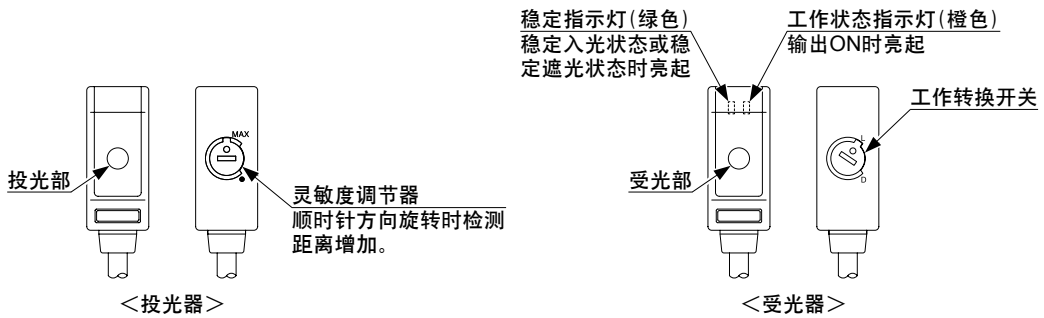 稳定指示灯(绿色)
稳定入光状态或稳
定遮光状态时亮起
工作状态指示灯(橙色)
输出ON时亮起
工作转换开关
MAX
投光部
灵敏度调节器
顺时针方向旋转时检测
距离增加。
受光部
L
D
<投光器>
<受光器>